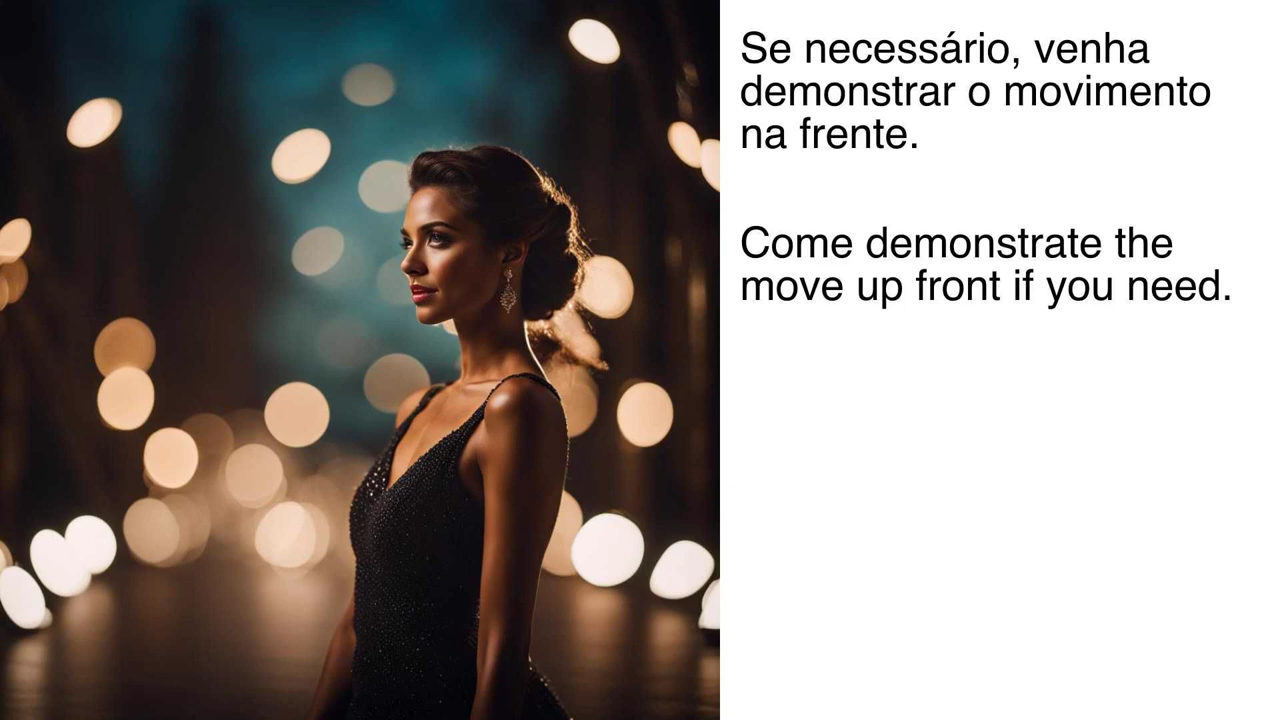 Se necessário, venha
demonstrar o movimento
na frente.
Come demonstrate the
move up front if you need.